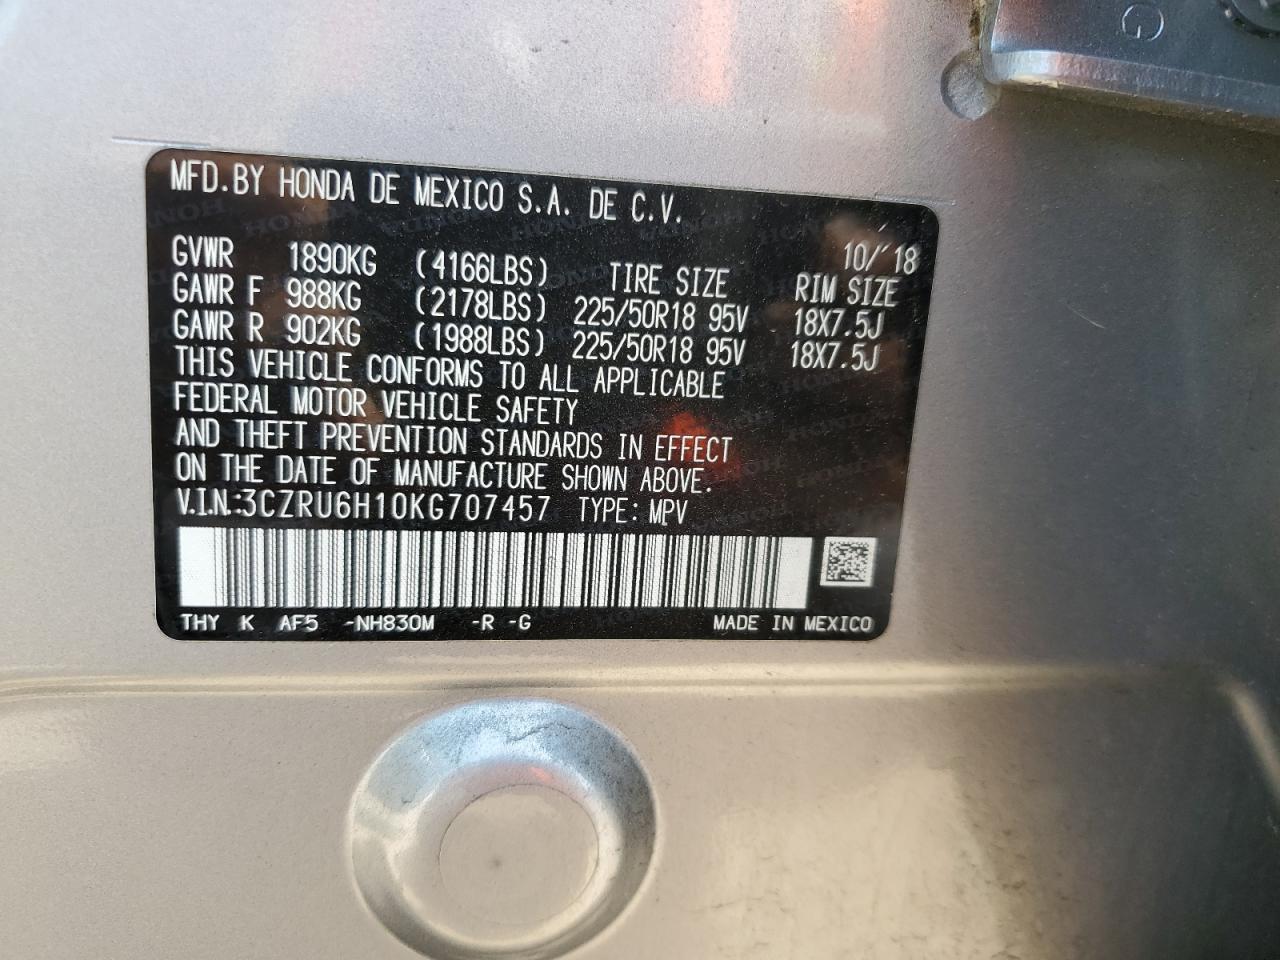 G
MFD.BY HONDA DE MEXICO S.A. DE C.V.
10/'18
GVWR 1890KG (4166LBS) TIRE SIZE RIM SIZE
GAWR F 988KG (2178LBS) 225/50R18 95V 18X7.5J
GAWR R 902KG (1988LBS) 225/50R18 95V 18X7.5J
THIS VEHICLE CONFORMS TO ALL APPLICABLE
FEDERAL MOTOR VEHICLE SAFETY
AND THEFT PREVENTION STANDARDS IN EFFECT
ON THE DATE OF MANUFACTURE SHOWN ABOVE.
V.I.N.:3CZRU6H10KG707457 TYPE: MPV
THY K AF5 -NH830M -R -G MADE IN MEXICO